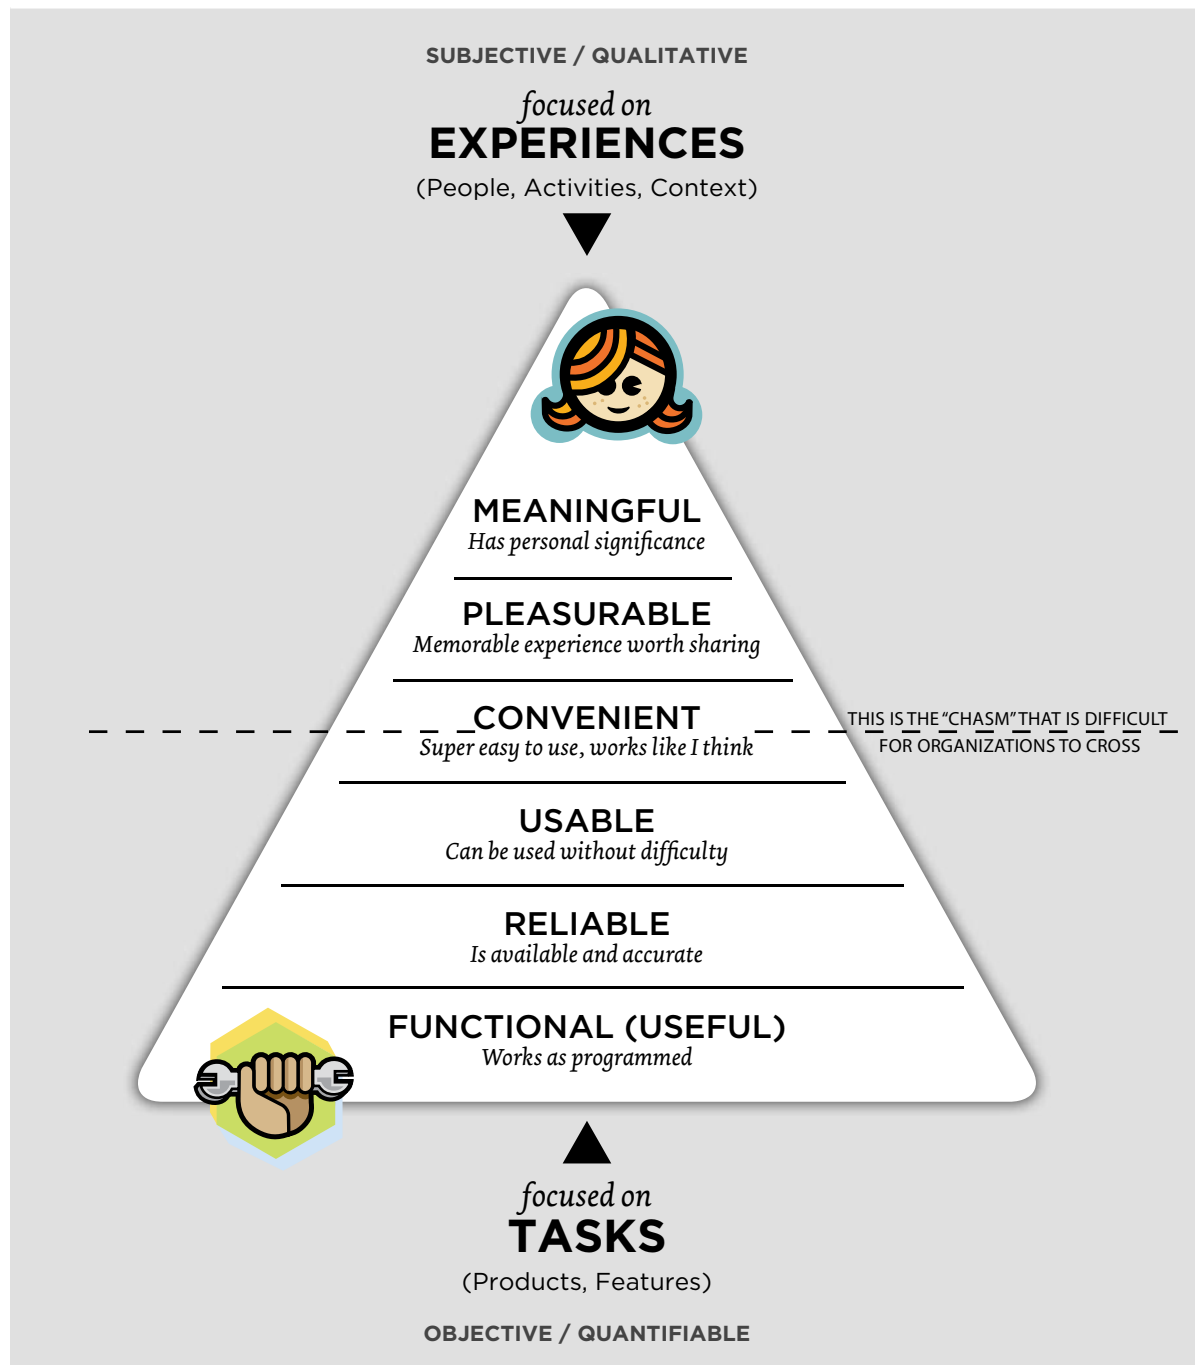 SUBJECTIVE / QUALITATIVE
focused on
EXPERIENCES
(People, Activities, Context)
MEANINGFUL
Has personal significance
PLEASURABLE
Memorable experience worth sharing
CONVENIENT
Super easy to use, works like I think
THIS IS THE “CHASM” THAT IS DIFFICULT
FOR ORGANIZATIONS TO CROSS
USABLE
Can be used without difficulty
RELIABLE
Is available and accurate
FUNCTIONAL (USEFUL)
Works as programmed
focused on
TASKS
(Products, Features)
OBJECTIVE / QUANTIFIABLE